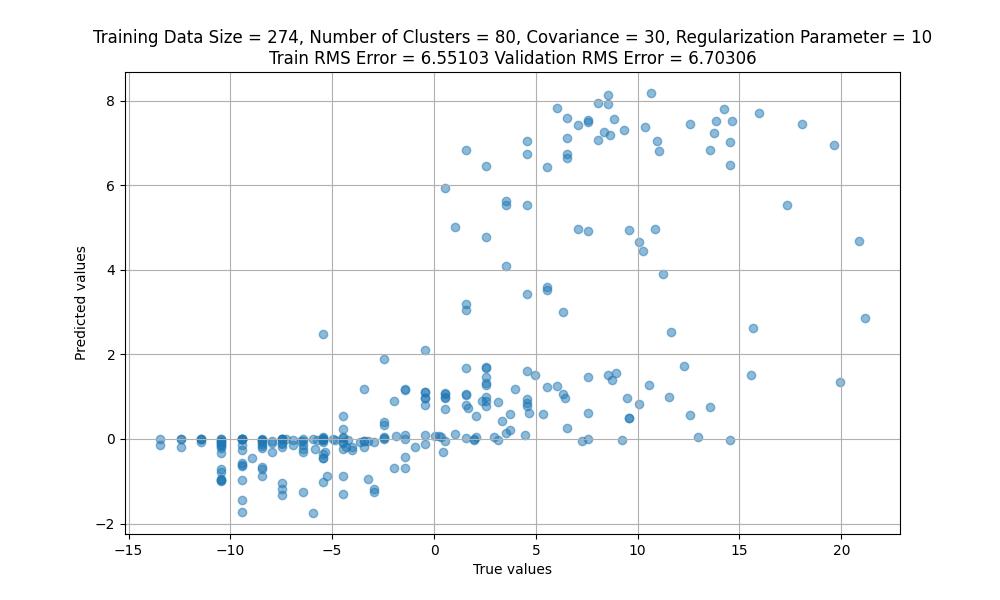 Training Data Size = 274, Number of Clusters = 80, Covariance = 30, Regularization Parameter = 10
Train RMS Error = 6.55103 Validation RMS Error = 6.70306
8
6
4
2
0
−2
Predicted values
−15 −10 −5 0 5 10 15 20
True values